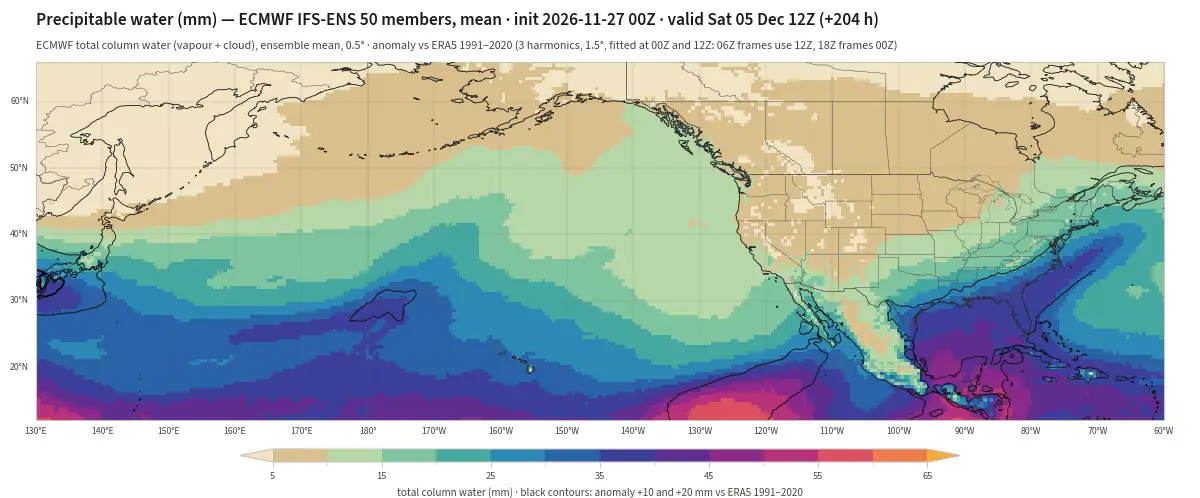 Precipitable water (mm) — ECMWF IFS-ENS 50 members, mean · init 2026-11-27 00Z · valid Sat 05 Dec 12Z (+204 h)
ECMWF total column water (vapour + cloud), ensemble mean, 0.5° · anomaly vs ERA5 1991–2020 (3 harmonics, 1.5°, fitted at 00Z and 12Z: 06Z frames use 12Z, 18Z frames 00Z)
60°N
50°N
40°N
30°N
20°N
130°E 140°E 150°E 160°E 170°E 180° 170°W 160°W 150°W 140°W 130°W 120°W 110°W 100°W 90°W 80°W 70°W 60°W
5 15 25 35 45 55 65
total column water (mm) · black contours: anomaly +10 and +20 mm vs ERA5 1991–2020